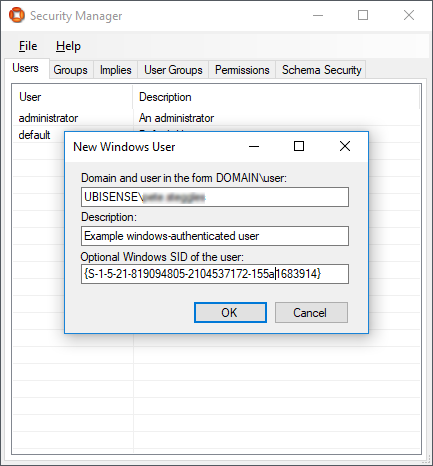 Security Manager
File Help
Users Groups Implies User Groups Permissions Schema Security
User Description
administrator An administrator
default
New Windows User
Domain and user in the form DOMAIN\user:
UBISENSE\
Description:
Example windows-authenticated user
Optional Windows SID of the user:
{S-1-5-21-819094805-2104537172-155a1683914}
OK Cancel